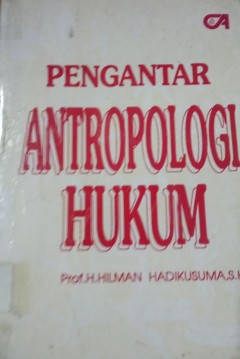 PENGANTAR
ANTROPOLOGI
HUKUM
Prof.H.HILMAN HADIKUSUMA,S.H